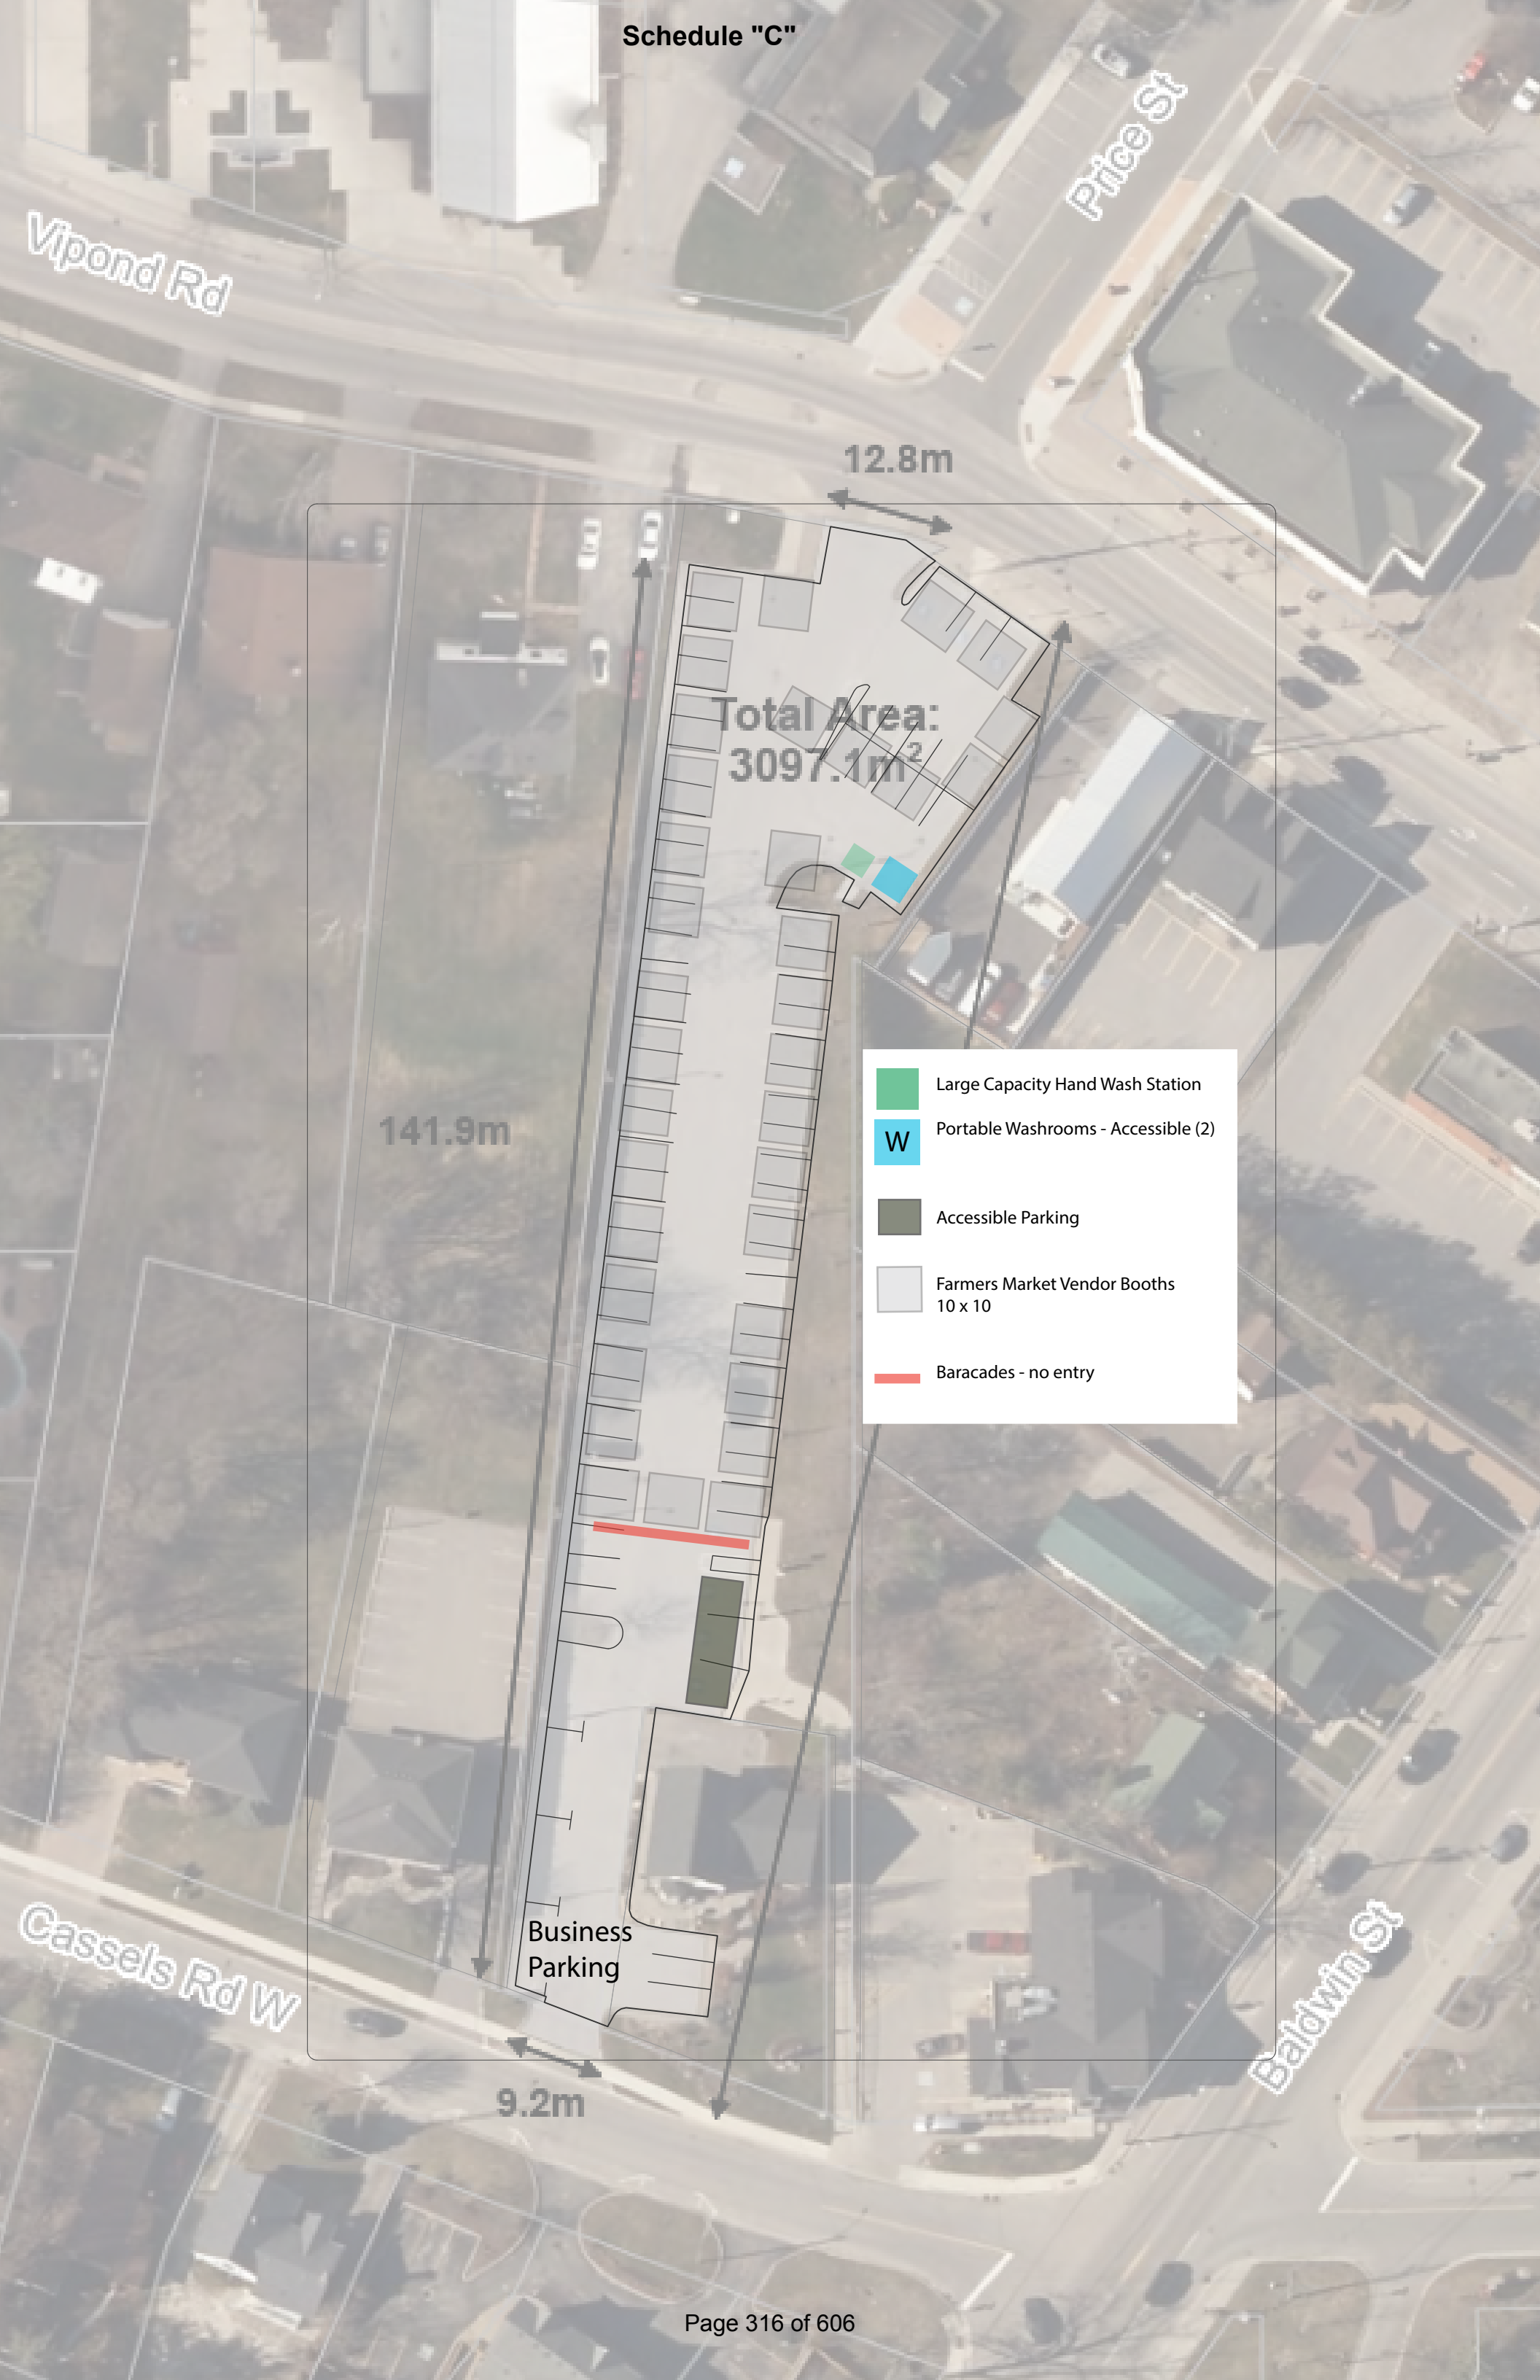 Schedule "C"
Price St
Vipond Rd
12.8m
Total Area:
3097.1m²
141.9m
Large Capacity Hand Wash Station
W
Portable Washrooms - Accessible (2)
Accessible Parking
Farmers Market Vendor Booths
10 x 10
Baracades - no entry
Business
Parking
Cassels Rd W
Baldwin St
9.2m
Page 316 of 606